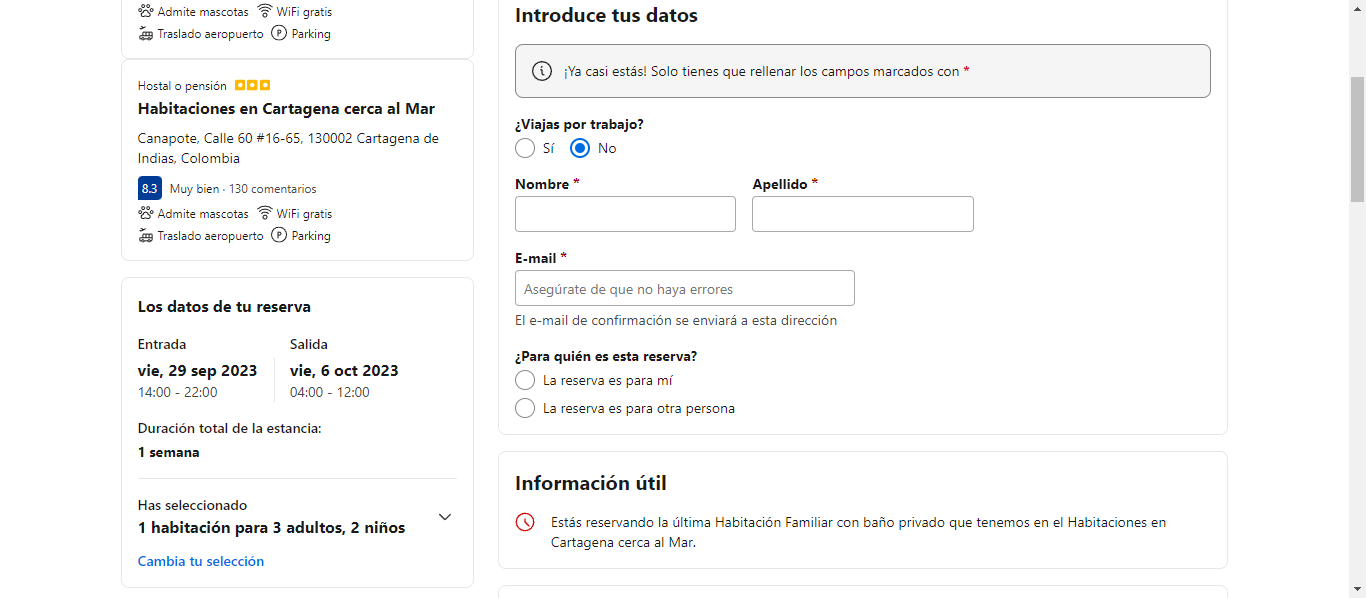 Admite mascotas WiFi gratis
Traslado aeropuerto P Parking
Hostal o pensión
Habitaciones en Cartagena cerca al Mar
Canapote, Calle 60 #16-65, 130002 Cartagena de
Indias, Colombia
8.3 Muy bien · 130 comentarios
Admite mascotas WiFi gratis
Traslado aeropuerto P Parking
Los datos de tu reserva
Entrada Salida
vie, 29 sep 2023 vie, 6 oct 2023
14:00 - 22:00 04:00 - 12:00
Duración total de la estancia:
1 semana
Has seleccionado
1 habitación para 3 adultos, 2 niños
Cambia tu selección
Introduce tus datos
¡Ya casi estás! Solo tienes que rellenar los campos marcados con *
¿Viajas por trabajo?
Sí No
Nombre * Apellido *
E-mail *
Asegúrate de que no haya errores
El e-mail de confirmación se enviará a esta dirección
¿Para quién es esta reserva?
La reserva es para mí
La reserva es para otra persona
Información útil
Estás reservando la última Habitación Familiar con baño privado que tenemos en el Habitaciones en
Cartagena cerca al Mar.